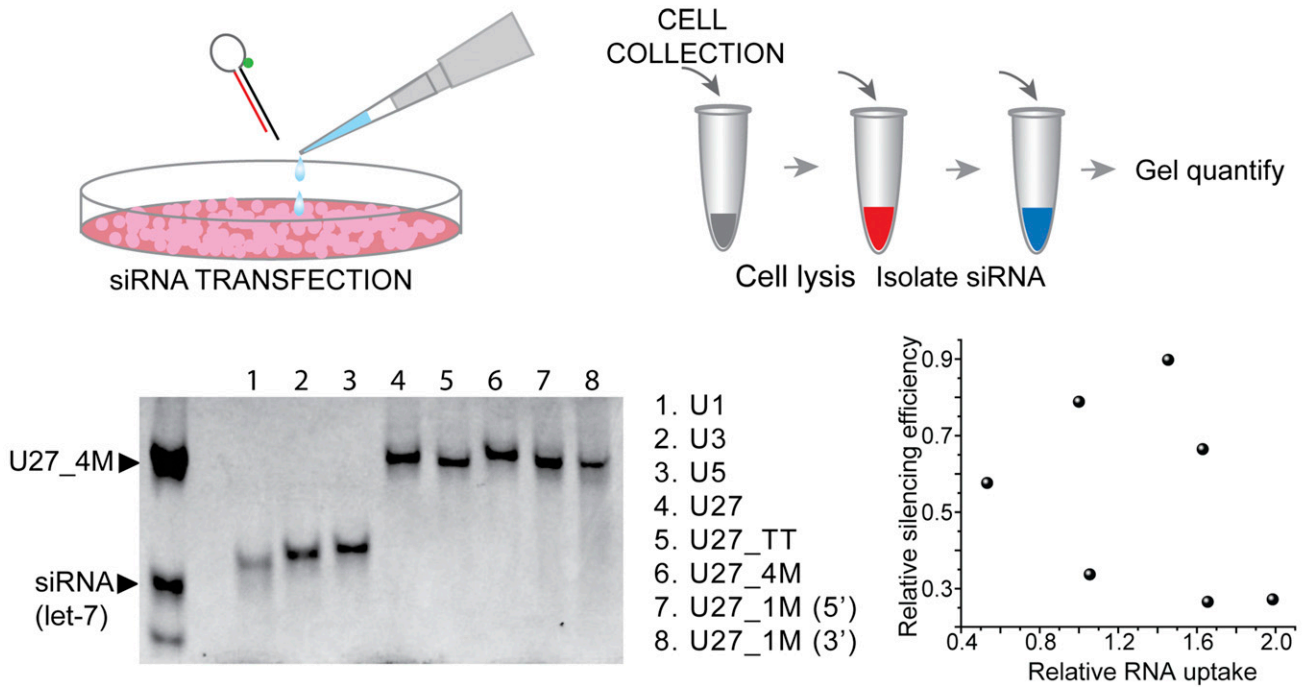 CELL
COLLECTION
siRNA TRANSFECTION
Cell lysis
Isolate siRNA
Gel quantify
1 2 3 4 5 6 7 8
U27_4M
siRNA
(let-7)
1. U1
2. U3
3. U5
4. U27
5. U27_TT
6. U27_4M
7. U27_1M (5’)
8. U27_1M (3’)
Relative silencing efficiency
0.9
0.7
0.5
0.3
0.4 0.8 1.2 1.6 2.0
Relative RNA uptake